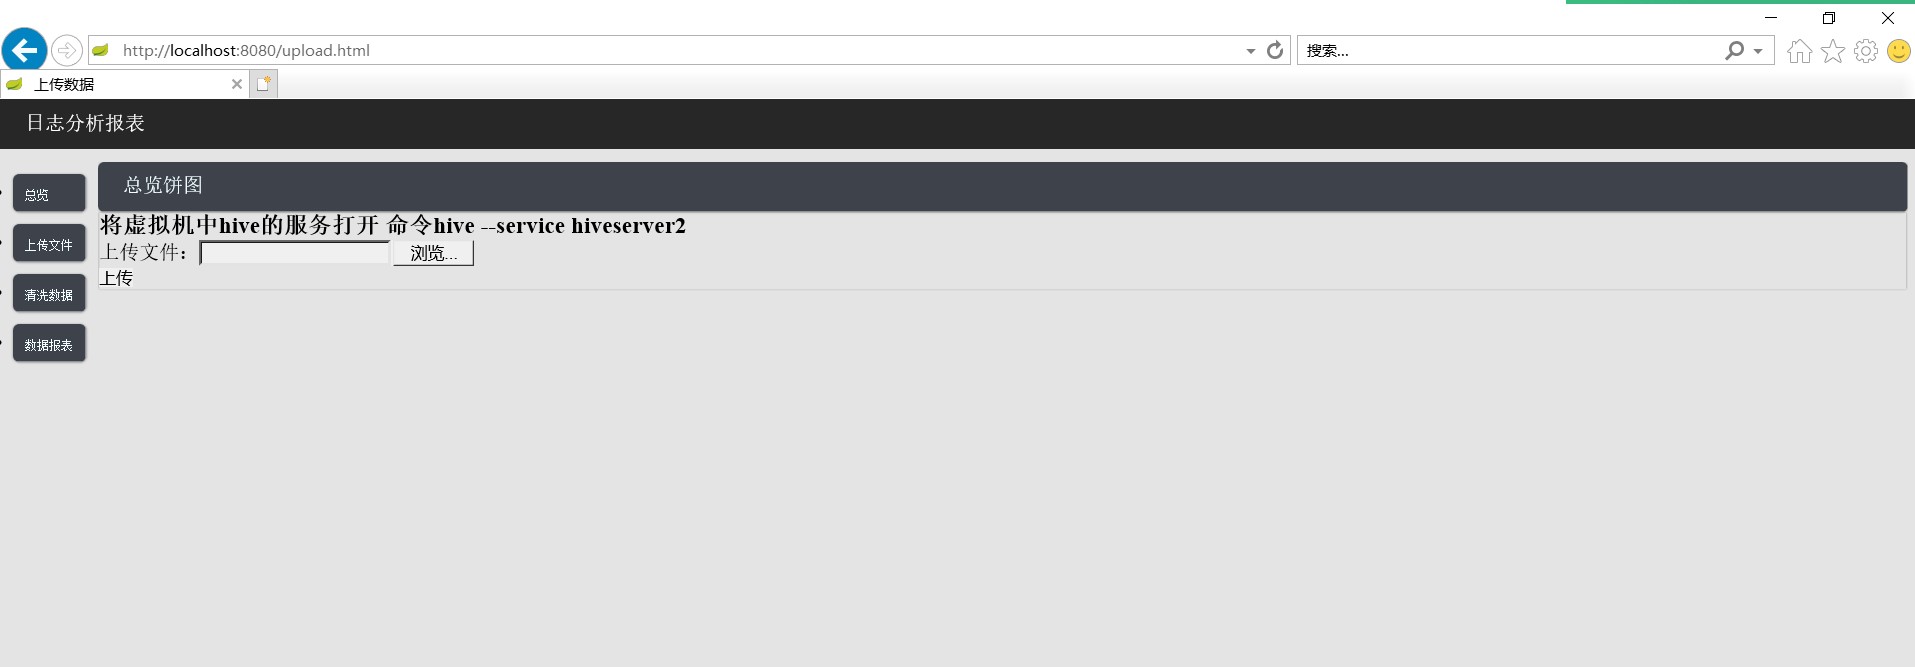 http://localhost:8080/upload.html
搜索...
上传数据
日志分析报表
总览
上传文件
清洗数据
数据报表
总览饼图
将虚拟机中hive的服务打开 命令hive --service hiveserver2
上传文件： 浏览...
上传